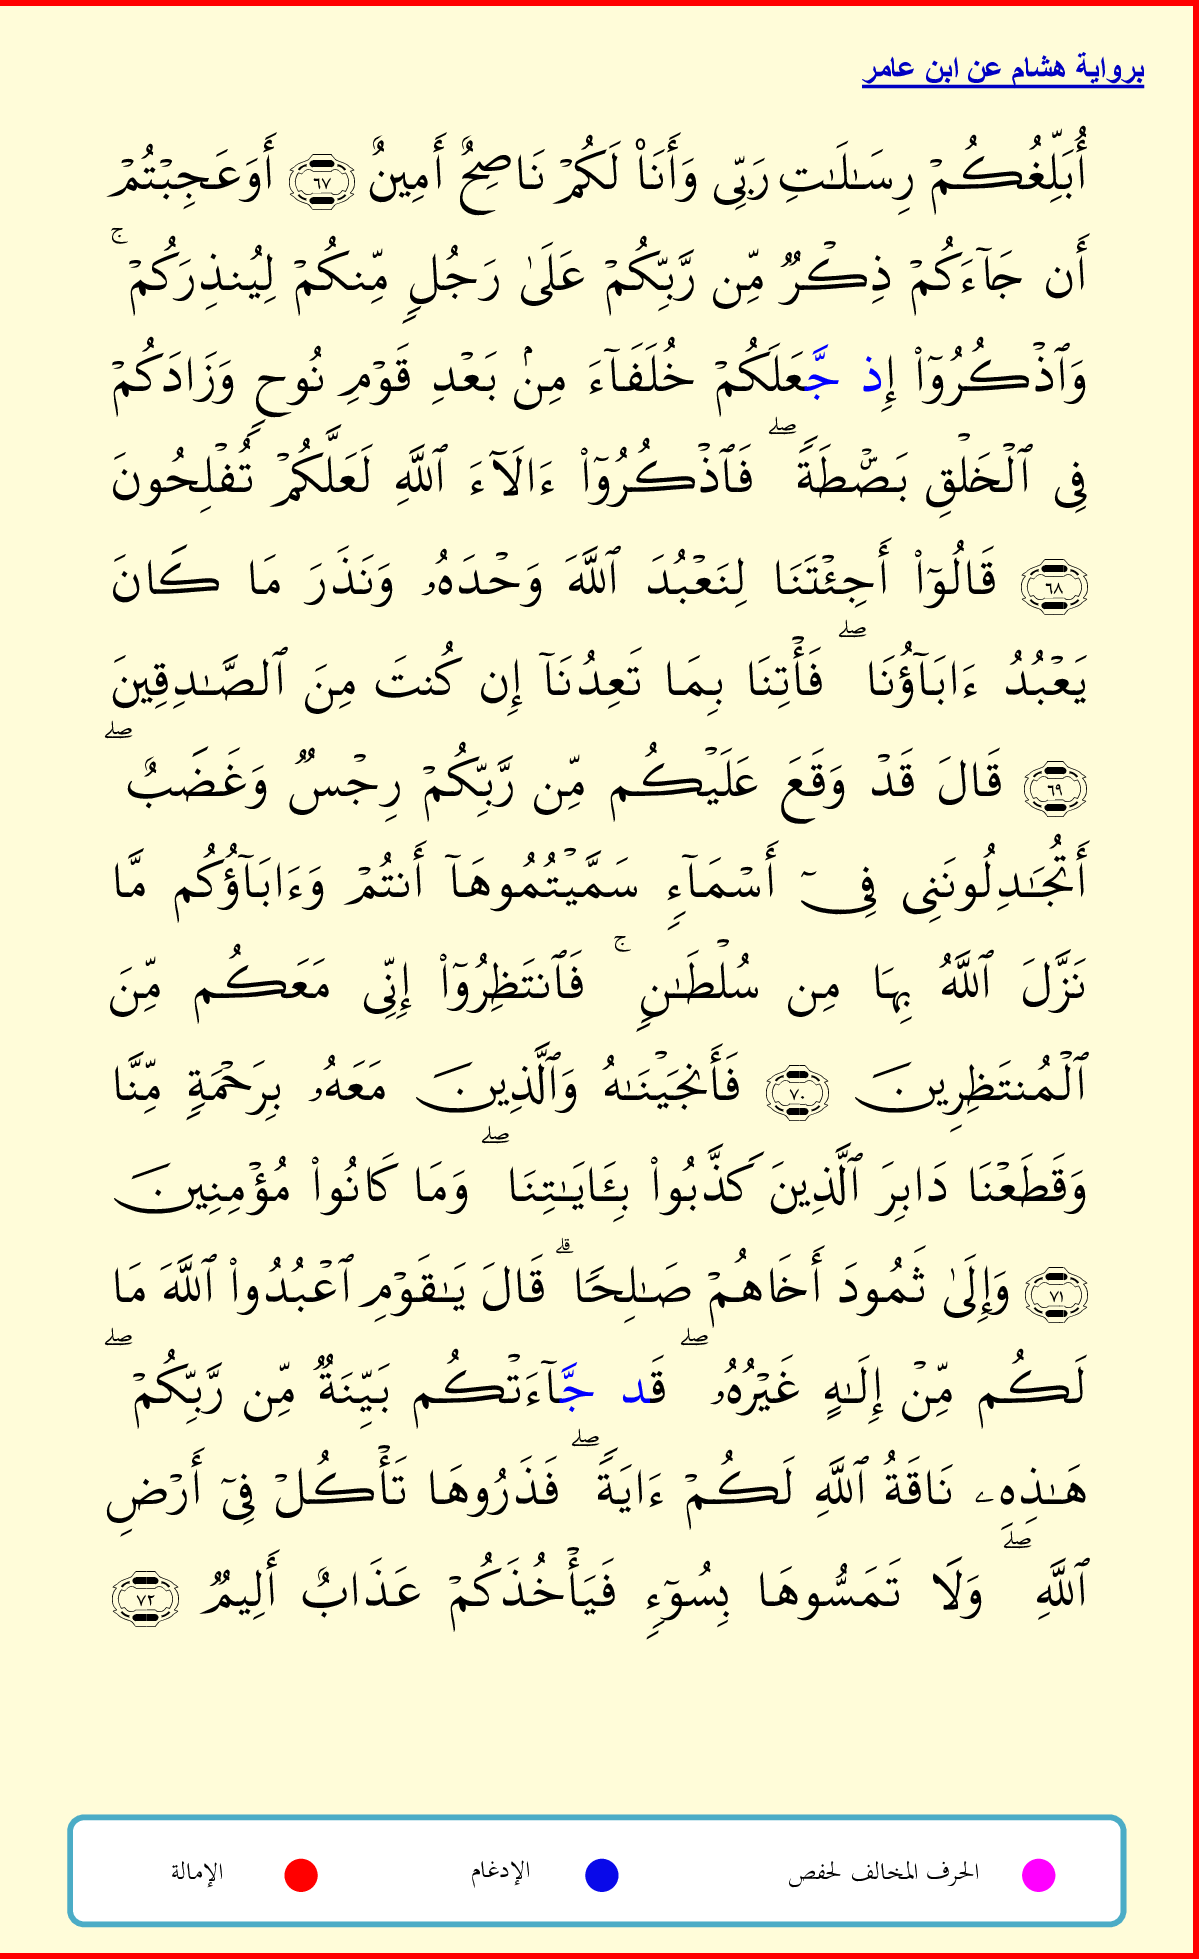 برواية هشام عن ابن عامر
أُبَلِّغُكُمۡ رِسَـٰلَـٰتِ رَبِّى وَأَنَا۠ لَكُمۡ نَاصِحٌ أَمِينٌ ٦٧ أَوَعَجِبۡتُمۡ
أَن جَآءَكُمۡ ذِكۡرٌ مِّن رَّبِّكُمۡ عَلَىٰ رَجُلٍ مِّنكُمۡ لِيُنذِرَكُمۡ ۚ
وَٱذۡكُرُوٓا۟ إِذ جَّعَلَكُمۡ خُلَفَآءَ مِنۢ بَعۡدِ قَوۡمِ نُوحٍ وَزَادَكُمۡ
فِى ٱلۡخَلۡقِ بَصۜۡطَةً ۖ فَٱذۡكُرُوٓا۟ ءَالَآءَ ٱللَّهِ لَعَلَّكُمۡ تُفۡلِحُونَ
٦٨ قَالُوٓا۟ أَجِئۡتَنَا لِنَعۡبُدَ ٱللَّهَ وَحۡدَهُۥ وَنَذَرَ مَا كَانَ
يَعۡبُدُ ءَابَآؤُنَا ۖ فَأۡتِنَا بِمَا تَعِدُنَآ إِن كُنتَ مِنَ ٱلصَّـٰدِقِينَ
٦٩ قَالَ قَدۡ وَقَعَ عَلَيۡكُم مِّن رَّبِّكُمۡ رِجۡسٌ وَغَضَبٌ ۖ
أَتُجَـٰدِلُونَنِى فِىٓ أَسۡمَآءٍ سَمَّيۡتُمُوهَآ أَنتُمۡ وَءَابَآؤُكُم مَّا
نَزَّلَ ٱللَّهُ بِهَا مِن سُلۡطَـٰنٍ ۚ فَٱنتَظِرُوٓا۟ إِنِّى مَعَكُم مِّنَ
ٱلۡمُنتَظِرِينَ ٧٠ فَأَنجَيۡنَـٰهُ وَٱلَّذِينَ مَعَهُۥ بِرَحۡمَةٍ مِّنَّا
وَقَطَعۡنَا دَابِرَ ٱلَّذِينَ كَذَّبُوا۟ بِـَٔايَـٰتِنَا ۖ وَمَا كَانُوا۟ مُؤۡمِنِينَ
٧١ وَإِلَىٰ ثَمُودَ أَخَاهُمۡ صَـٰلِحًا ۗ قَالَ يَـٰقَوۡمِ ٱعۡبُدُوا۟ ٱللَّهَ مَا
لَكُم مِّنۡ إِلَـٰهٍ غَيۡرُهُۥ ۖ قَد جَّآءَتۡكُم بَيِّنَةٌ مِّن رَّبِّكُمۡ ۖ
هَـٰذِهِۦ نَاقَةُ ٱللَّهِ لَكُمۡ ءَايَةً ۖ فَذَرُوهَا تَأۡكُلۡ فِىٓ أَرۡضِ
ٱللَّهِ ۖ وَلَا تَمَسُّوهَا بِسُوٓءٍ فَيَأۡخُذَكُمۡ عَذَابٌ أَلِيمٌ ٧٢
الحرف المخالف لحفص الإدغام الإمالة